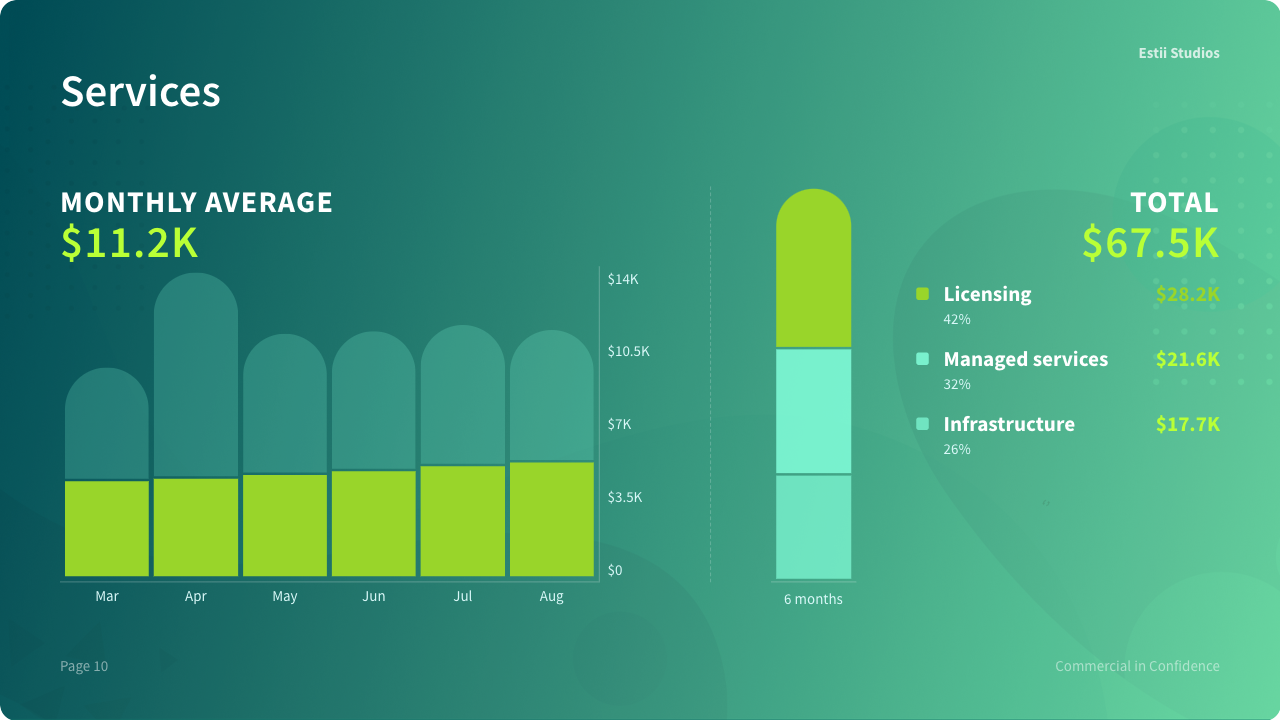 Estii Studios
Services
MONTHLY AVERAGE
$11.2K
$14K
$10.5K
$7K
$3.5K
$0
Mar Apr May Jun Jul Aug
6 months
TOTAL
$67.5K
Licensing $28.2K
42%
Managed services $21.6K
32%
Infrastructure $17.7K
26%
Page 10
Commercial in Confidence